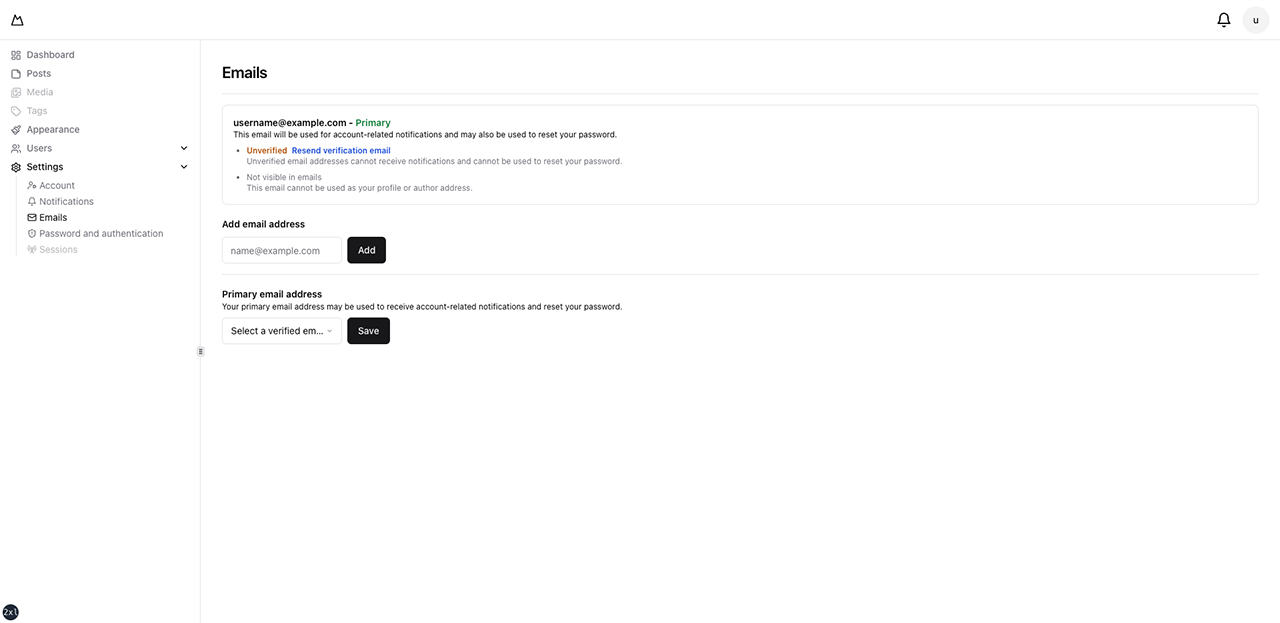 u
Dashboard
Posts
Media
Tags
Appearance
Users
Settings
Account
Notifications
Emails
Password and authentication
Sessions
Emails
username@example.com - Primary
This email will be used for account-related notifications and may also be used to reset your password.
Unverified Resend verification email
Unverified email addresses cannot receive notifications and cannot be used to reset your password.
Not visible in emails
This email cannot be used as your profile or author address.
Add email address
name@example.com Add
Primary email address
Your primary email address may be used to receive account-related notifications and reset your password.
Select a verified em... Save
2xl